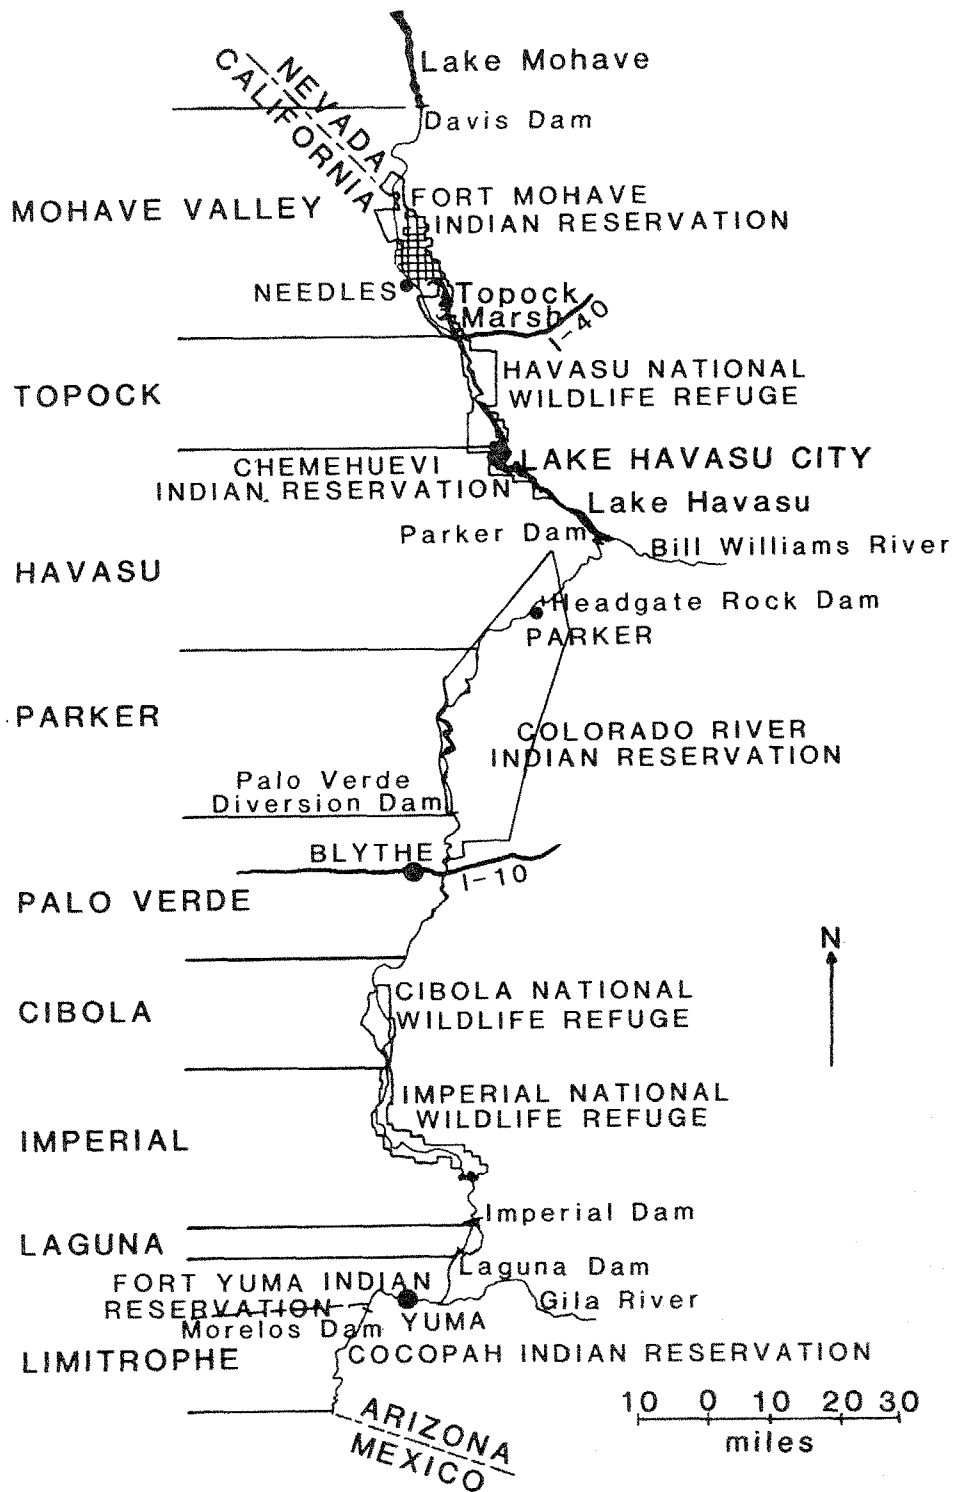 Lake Mohave
NEVADA
CALIFORNIA
Davis Dam
MOHAVE VALLEY
FORT MOHAVE
INDIAN RESERVATION
NEEDLES
Topock
Marsh
I-40
TOPOCK
HAVASU NATIONAL
WILDLIFE REFUGE
LAKE HAVASU CITY
CHEMEHUEVI
INDIAN RESERVATION
Lake Havasu
Parker Dam
Bill Williams River
HAVASU
Headgate Rock Dam
PARKER
PARKER
COLORADO RIVER
INDIAN RESERVATION
Palo Verde
Diversion Dam
BLYTHE
I-10
PALO VERDE
N
CIBOLA
CIBOLA NATIONAL
WILDLIFE REFUGE
IMPERIAL NATIONAL
WILDLIFE REFUGE
IMPERIAL
Imperial Dam
LAGUNA
Laguna Dam
FORT YUMA INDIAN
RESERVATION
Gila River
Morelos Dam
YUMA
LIMITROPHE
COCOPAH INDIAN RESERVATION
10 0 10 20 30
miles
ARIZONA
MEXICO